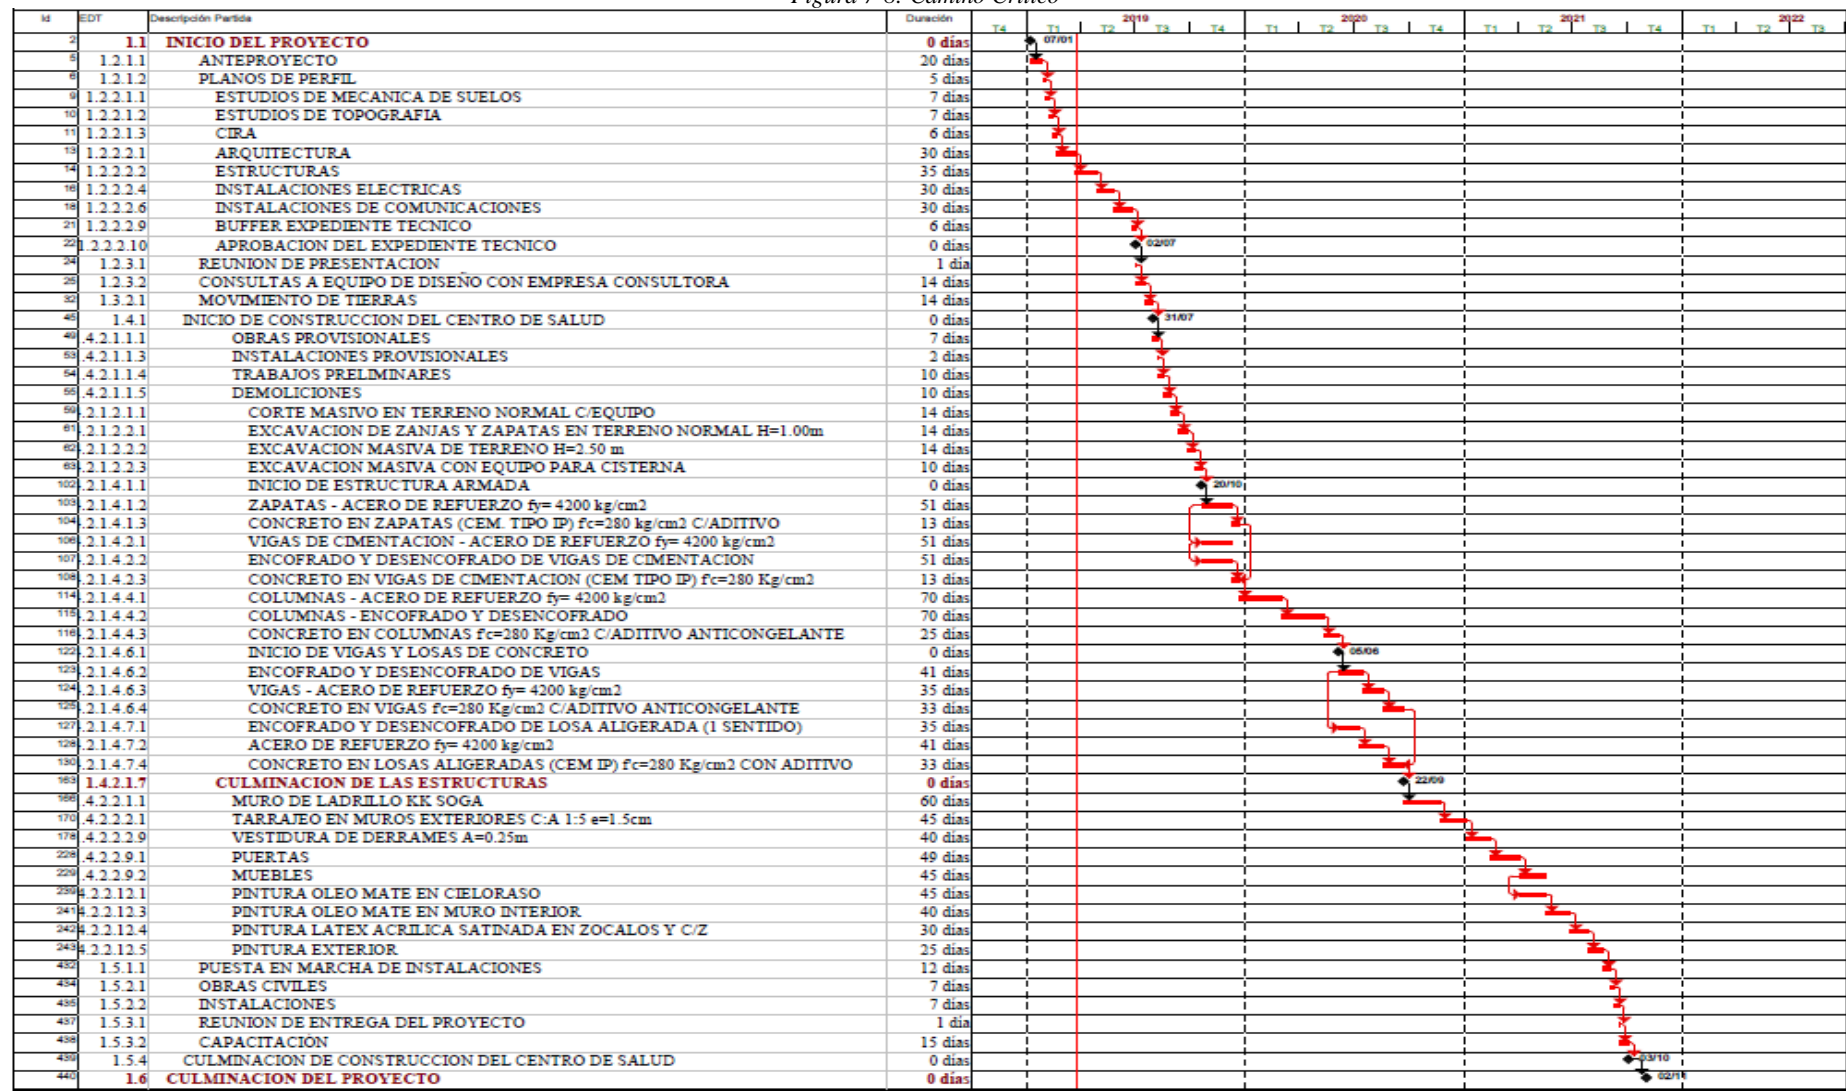 Figura 7-8: Camino Crítico
Id EDT Descripción Partida Duración 2019 2020 2021 2022
T4 T1 T2 T3 T4 T1 T2 T3 T4 T1 T2 T3 T4 T1 T2 T3
2 1.1 INICIO DEL PROYECTO 0 días 07/01
5 1.2.1.1 ANTEPROYECTO 20 días
6 1.2.1.2 PLANOS DE PERFIL 5 días
9 1.2.2.1.1 ESTUDIOS DE MECANICA DE SUELOS 7 días
10 1.2.2.1.2 ESTUDIOS DE TOPOGRAFIA 7 días
11 1.2.2.1.3 CIRA 6 días
13 1.2.2.2.1 ARQUITECTURA 30 días
14 1.2.2.2.2 ESTRUCTURAS 35 días
16 1.2.2.2.4 INSTALACIONES ELECTRICAS 30 días
18 1.2.2.2.6 INSTALACIONES DE COMUNICACIONES 30 días
21 1.2.2.2.9 BUFFER EXPEDIENTE TECNICO 6 días
22 1.2.2.2.10 APROBACION DEL EXPEDIENTE TECNICO 0 días 02/07
24 1.2.3.1 REUNION DE PRESENTACION 1 día
25 1.2.3.2 CONSULTAS A EQUIPO DE DISEÑO CON EMPRESA CONSULTORA 14 días
32 1.3.2.1 MOVIMIENTO DE TIERRAS 14 días
45 1.4.1 INICIO DE CONSTRUCCION DEL CENTRO DE SALUD 0 días 31/07
49 .4.2.1.1.1 OBRAS PROVISIONALES 7 días
53 .4.2.1.1.3 INSTALACIONES PROVISIONALES 2 días
54 .4.2.1.1.4 TRABAJOS PRELIMINARES 10 días
55 .4.2.1.1.5 DEMOLICIONES 10 días
59 .2.1.2.1.1 CORTE MASIVO EN TERRENO NORMAL C/EQUIPO 14 días
61 .2.1.2.2.1 EXCAVACION DE ZANJAS Y ZAPATAS EN TERRENO NORMAL H=1.00m 14 días
62 .2.1.2.2.2 EXCAVACION MASIVA DE TERRENO H=2.50 m 14 días
63 .2.1.2.2.3 EXCAVACION MASIVA CON EQUIPO PARA CISTERNA 10 días
102 .2.1.4.1.1 INICIO DE ESTRUCTURA ARMADA 0 días 20/10
103 .2.1.4.1.2 ZAPATAS - ACERO DE REFUERZO fy= 4200 kg/cm2 51 días
104 .2.1.4.1.3 CONCRETO EN ZAPATAS (CEM. TIPO IP) f'c=280 kg/cm2 C/ADITIVO 13 días
106 .2.1.4.2.1 VIGAS DE CIMENTACION - ACERO DE REFUERZO fy= 4200 kg/cm2 51 días
107 .2.1.4.2.2 ENCOFRADO Y DESENCOFRADO DE VIGAS DE CIMENTACION 51 días
108 .2.1.4.2.3 CONCRETO EN VIGAS DE CIMENTACION (CEM TIPO IP) f'c=280 Kg/cm2 13 días
114 .2.1.4.4.1 COLUMNAS - ACERO DE REFUERZO fy= 4200 kg/cm2 70 días
115 .2.1.4.4.2 COLUMNAS - ENCOFRADO Y DESENCOFRADO 70 días
116 .2.1.4.4.3 CONCRETO EN COLUMNAS f'c=280 Kg/cm2 C/ADITIVO ANTICONGELANTE 25 días
122 .2.1.4.6.1 INICIO DE VIGAS Y LOSAS DE CONCRETO 0 días 05/06
123 .2.1.4.6.2 ENCOFRADO Y DESENCOFRADO DE VIGAS 41 días
124 .2.1.4.6.3 VIGAS - ACERO DE REFUERZO fy= 4200 kg/cm2 35 días
125 .2.1.4.6.4 CONCRETO EN VIGAS f'c=280 Kg/cm2 C/ADITIVO ANTICONGELANTE 33 días
127 .2.1.4.7.1 ENCOFRADO Y DESENCOFRADO DE LOSA ALIGERADA (1 SENTIDO) 35 días
128 .2.1.4.7.2 ACERO DE REFUERZO fy= 4200 kg/cm2 41 días
130 .2.1.4.7.4 CONCRETO EN LOSAS ALIGERADAS (CEM IP) f'c=280 Kg/cm2 CON ADITIVO 33 días
163 1.4.2.1.7 CULMINACION DE LAS ESTRUCTURAS 0 días 22/09
166 .4.2.2.1.1 MURO DE LADRILLO KK SOGA 60 días
170 .4.2.2.2.1 TARRAJEO EN MUROS EXTERIORES C:A 1:5 e=1.5cm 45 días
178 .4.2.2.2.9 VESTIDURA DE DERRAMES A=0.25m 40 días
228 .4.2.2.9.1 PUERTAS 49 días
229 .4.2.2.9.2 MUEBLES 45 días
239 4.2.2.12.1 PINTURA OLEO MATE EN CIELORASO 45 días
241 4.2.2.12.3 PINTURA OLEO MATE EN MURO INTERIOR 40 días
242 4.2.2.12.4 PINTURA LATEX ACRILICA SATINADA EN ZOCALOS Y C/Z 30 días
243 4.2.2.12.5 PINTURA EXTERIOR 25 días
432 1.5.1.1 PUESTA EN MARCHA DE INSTALACIONES 12 días
434 1.5.2.1 OBRAS CIVILES 7 días
435 1.5.2.2 INSTALACIONES 7 días
437 1.5.3.1 REUNION DE ENTREGA DEL PROYECTO 1 día
438 1.5.3.2 CAPACITACIÓN 15 días
439 1.5.4 CULMINACION DE CONSTRUCCION DEL CENTRO DE SALUD 0 días 03/10
440 1.6 CULMINACION DEL PROYECTO 0 días 02/11